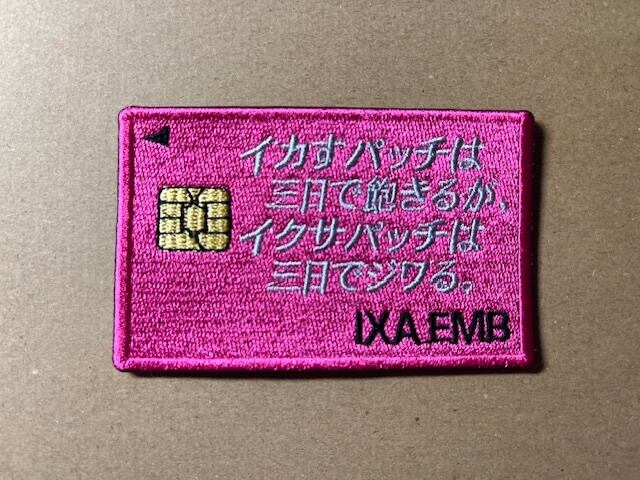 イカすパッチは
三日で飽きるが、
イクサパッチは
三日でジワる。
IXA EMB